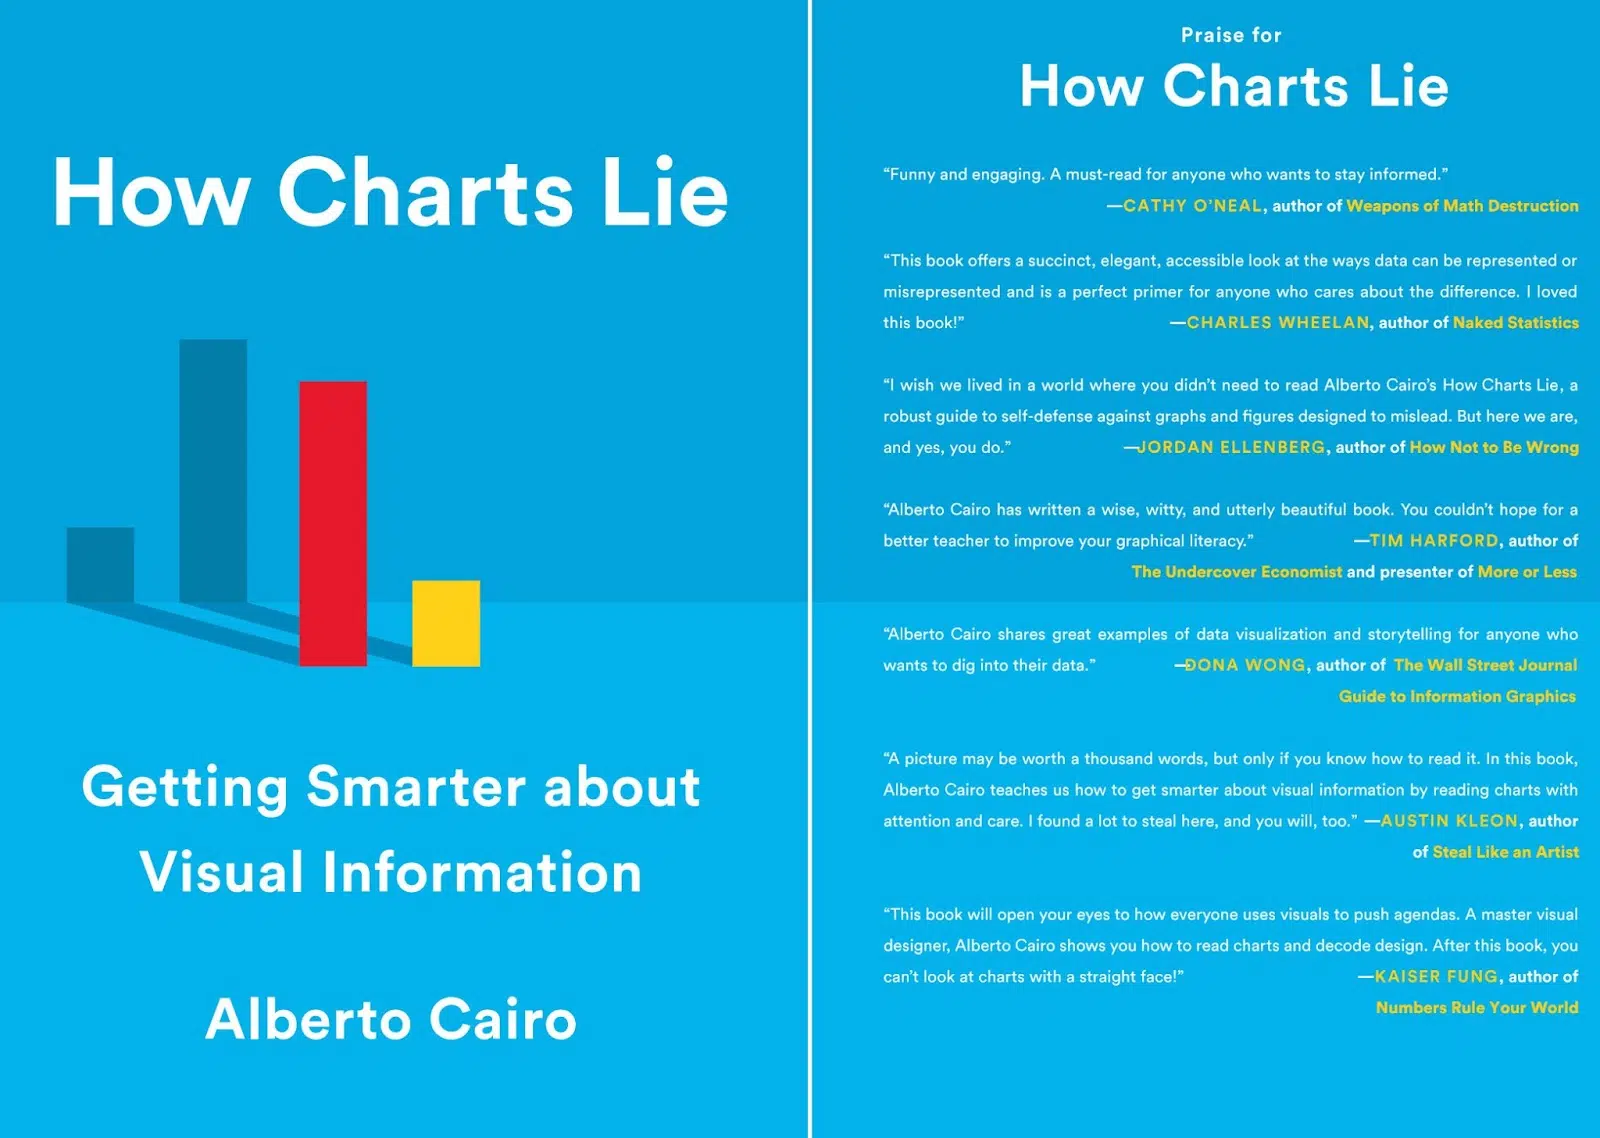 How Charts Lie
Getting Smarter about
Visual Information
Alberto Cairo
Praise for
How Charts Lie
“Funny and engaging. A must-read for anyone who wants to stay informed.”
—CATHY O’NEAL, author of Weapons of Math Destruction
“This book offers a succinct, elegant, accessible look at the ways data can be represented or
misrepresented and is a perfect primer for anyone who cares about the difference. I loved
this book!” —CHARLES WHEELAN, author of Naked Statistics
“I wish we lived in a world where you didn’t need to read Alberto Cairo’s How Charts Lie, a
robust guide to self-defense against graphs and figures designed to mislead. But here we are,
and yes, you do.” —JORDAN ELLENBERG, author of How Not to Be Wrong
“Alberto Cairo has written a wise, witty, and utterly beautiful book. You couldn’t hope for a
better teacher to improve your graphical literacy.” —TIM HARFORD, author of
The Undercover Economist and presenter of More or Less
“Alberto Cairo shares great examples of data visualization and storytelling for anyone who
wants to dig into their data.” —DONA WONG, author of The Wall Street Journal
Guide to Information Graphics
“A picture may be worth a thousand words, but only if you know how to read it. In this book,
Alberto Cairo teaches us how to get smarter about visual information by reading charts with
attention and care. I found a lot to steal here, and you will, too.” —AUSTIN KLEON, author
of Steal Like an Artist
“This book will open your eyes to how everyone uses visuals to push agendas. A master visual
designer, Alberto Cairo shows you how to read charts and decode design. After this book, you
can’t look at charts with a straight face!” —KAISER FUNG, author of
Numbers Rule Your World